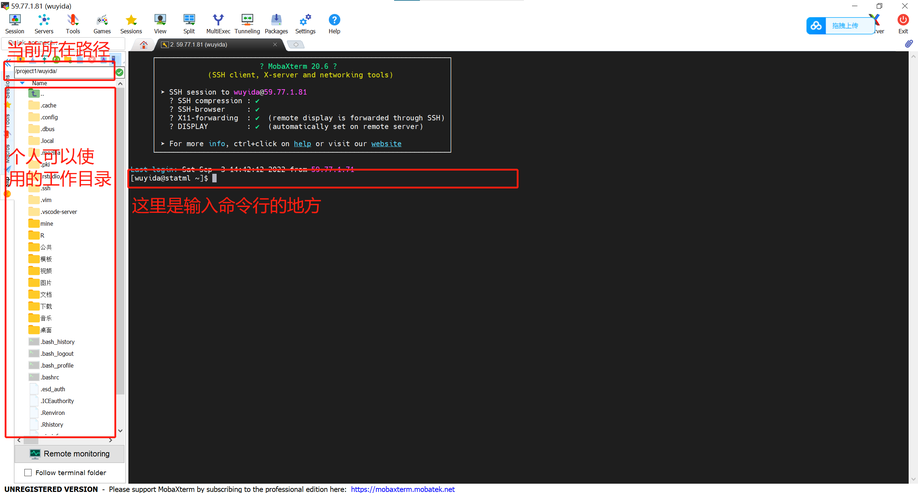 59.77.1.81 (wuyida)
Session Servers Tools Games Sessions View Split MultiExec Tunneling Packages Settings Help
拖拽上传
Exit
当前所在路径
2. 59.77.1.81 (wuyida)
/project1/wuyida/
Name
..
.cache
.config
.dbus
.local
.ssh
.vim
.vscode-server
mine
R
公共
模板
视频
图片
文档
下载
音乐
桌面
.bash_history
.bash_logout
.bash_profile
.bashrc
.esd_auth
.ICEauthority
.Renviron
.Rhistory
个人可以使
用的工作目录
? MobaXterm 20.6 ?
(SSH client, X-server and networking tools)
➤ SSH session to wuyida@59.77.1.81
? SSH compression : ✔
? SSH-browser : ✔
? X11-forwarding : ✔ (remote display is forwarded through SSH)
? DISPLAY : ✔ (automatically set on remote server)
➤ For more info, ctrl+click on help or visit our website
Last login: Sat Sep 3 14:42:12 2022 from 59.77.1.71
[wuyida@statml ~]$
这里是输入命令行的地方
Remote monitoring
Follow terminal folder
UNREGISTERED VERSION - Please support MobaXterm by subscribing to the professional edition here: https://mobaxterm.mobatek.net